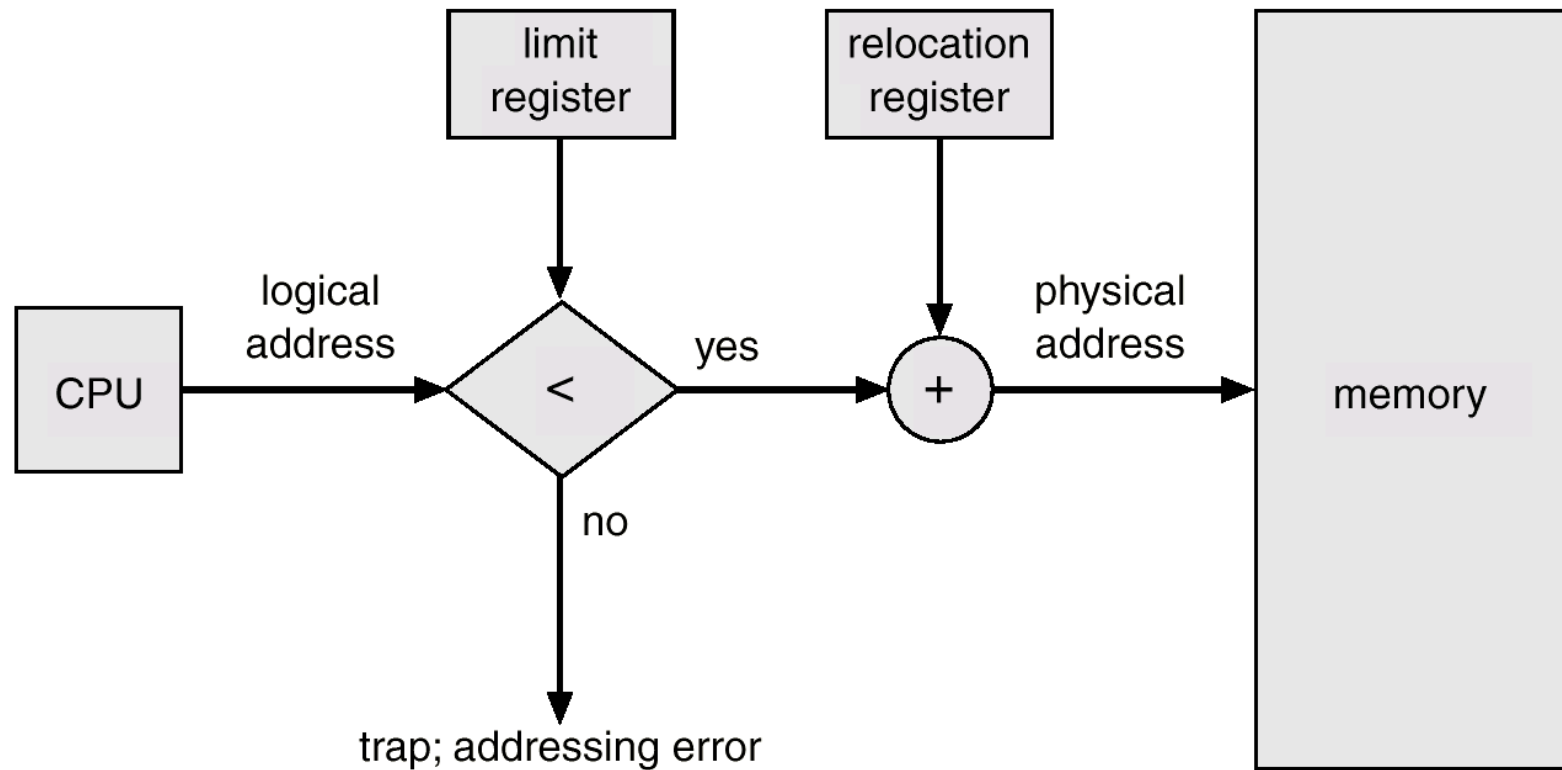 limit
register
relocation
register
logical
address
physical
address
CPU
<
yes
+
memory
no
trap; addressing error